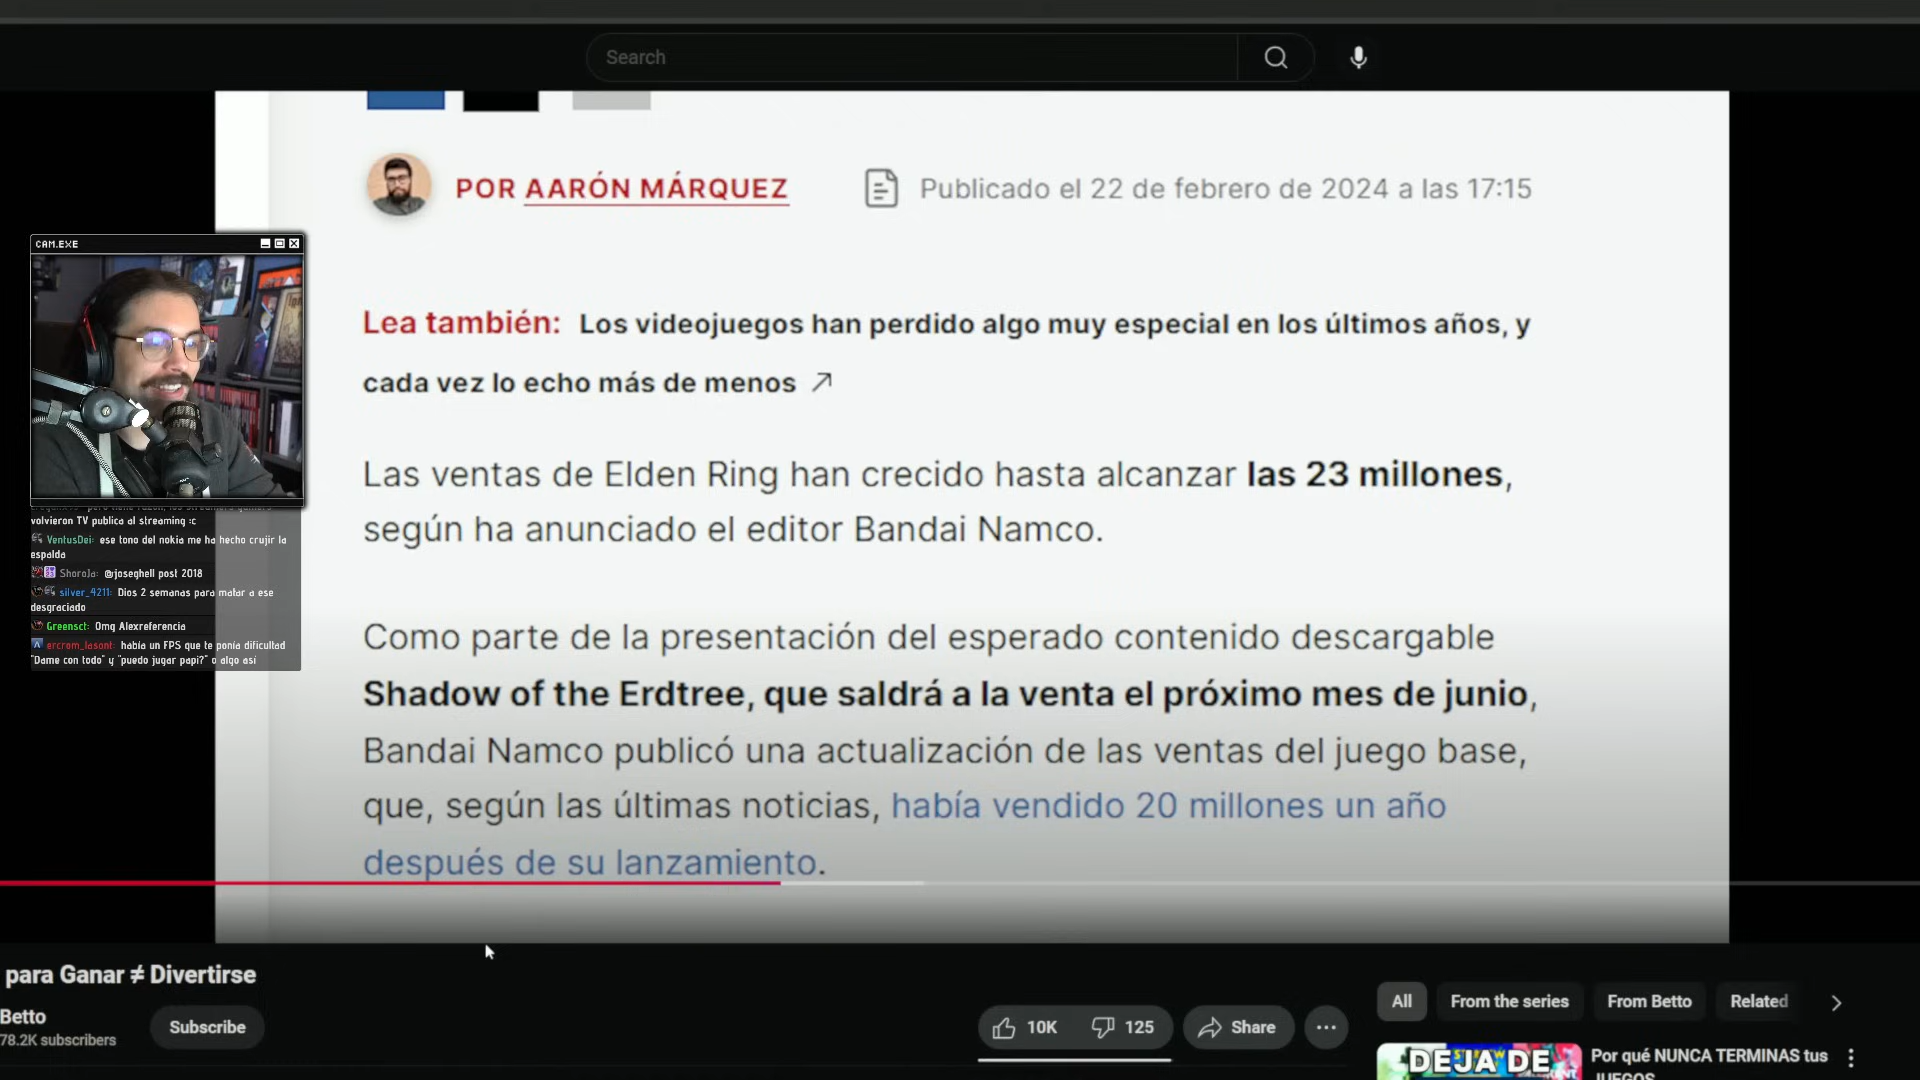 Search
POR AARÓN MÁRQUEZ
Publicado el 22 de febrero de 2024 a las 17:15
Lea también: Los videojuegos han perdido algo muy especial en los últimos años, y
cada vez lo echo más de menos
Las ventas de Elden Ring han crecido hasta alcanzar las 23 millones,
según ha anunciado el editor Bandai Namco.
Como parte de la presentación del esperado contenido descargable
Shadow of the Erdtree, que saldrá a la venta el próximo mes de junio,
Bandai Namco publicó una actualización de las ventas del juego base,
que, según las últimas noticias, había vendido 20 millones un año
después de su lanzamiento.
CAM.EXE
volvieron TV publica al streaming :c
VentusDei: ese tono del nokia me ha hecho crujir la
espalda
ShoroJa: @joseghell post 2018
silver_4211: Dios 2 semanas para matar a ese
desgraciado
Greensct: Omg Alexreferencia
ercrom_lasont: había un FPS que te ponía dificultad
"Dame con todo" y "puedo jugar papi?" o algo así
para Ganar ≠ Divertirse
Betto
78.2K subscribers
Subscribe
10K
125
Share
All
From the series
From Betto
Related
DEJA DE
Por qué NUNCA TERMINAS tus
JUEGOS